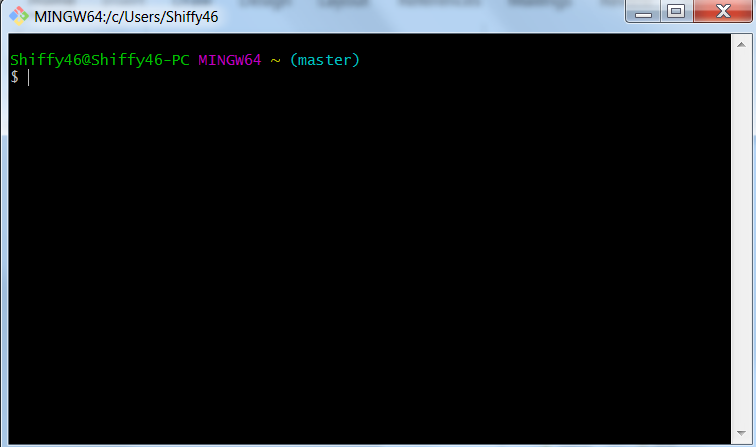 MINGW64:/c/Users/Shiffy46
Shiffy46@Shiffy46-PC MINGW64 ~ (master)
$